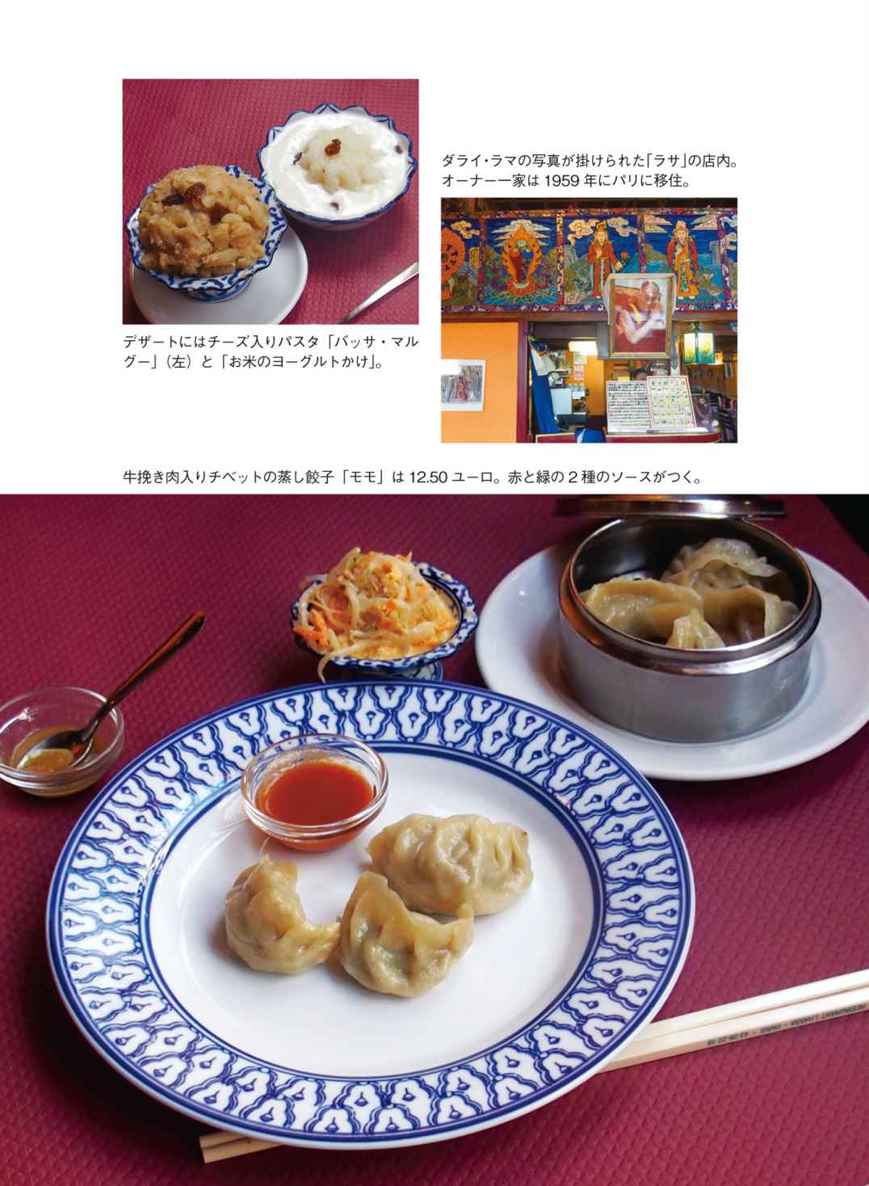 ダライ・ラマの写真が掛けられた「ラサ」の店内。
オーナー一家は 1959 年にパリに移住。
デザートにはチーズ入りパスタ「バッサ・マル
グー」（左）と「お米のヨーグルトかけ」。
牛挽き肉入りチベットの蒸し餃子「モモ」は 12.50 ユーロ。赤と緑の 2 種のソースがつく。